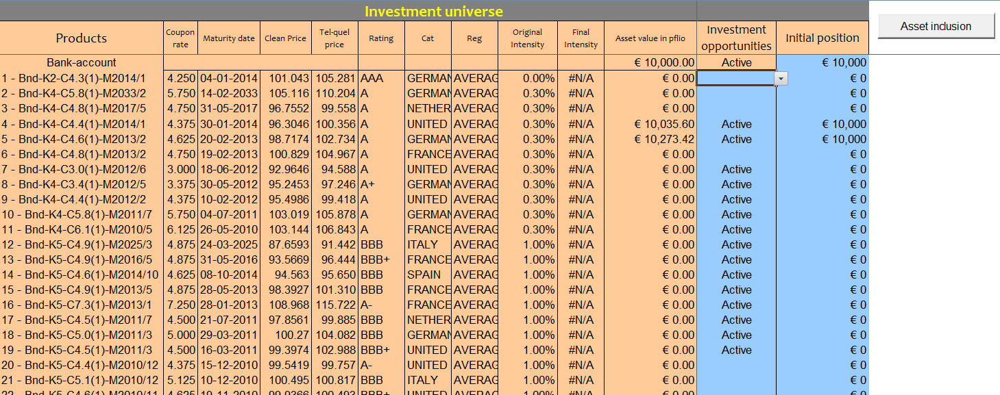 Investment universe
Products Coupon rate Maturity date Clean Price Tel-quel price Rating Cat Reg Original Intensity Final Intensity Asset value in pflio Investment opportunities Initial position Asset inclusion
Bank-account € 10,000.00 Active € 10,000
1 - Bnd-K2-C4.3(1)-M2014/1 4.250 04-01-2014 101.043 105.281 AAA GERMAN AVERAG 0.00% #N/A € 0.00 € 0
2 - Bnd-K4-C5.8(1)-M2033/2 5.750 14-02-2033 105.116 110.204 A GERMAN AVERAG 0.30% #N/A € 0.00 € 0
3 - Bnd-K4-C4.8(1)-M2017/5 4.750 31-05-2017 96.7552 99.558 A NETHER AVERAG 0.30% #N/A € 0.00 € 0
4 - Bnd-K4-C4.4(1)-M2014/1 4.375 30-01-2014 96.3046 100.356 A UNITED AVERAG 0.30% #N/A € 10,035.60 Active € 10,000
5 - Bnd-K4-C4.6(1)-M2013/2 4.625 20-02-2013 98.7174 102.734 A GERMAN AVERAG 0.30% #N/A € 10,273.42 Active € 10,000
6 - Bnd-K4-C4.8(1)-M2013/2 4.750 19-02-2013 100.829 104.967 A FRANCE AVERAG 0.30% #N/A € 0.00 € 0
7 - Bnd-K4-C3.0(1)-M2012/6 3.000 18-06-2012 92.9646 94.588 A UNITED AVERAG 0.30% #N/A € 0.00 Active € 0
8 - Bnd-K4-C3.4(1)-M2012/5 3.375 30-05-2012 95.2453 97.246 A+ GERMAN AVERAG 0.30% #N/A € 0.00 Active € 0
9 - Bnd-K4-C4.4(1)-M2012/2 4.375 10-02-2012 95.4986 99.418 A UNITED AVERAG 0.30% #N/A € 0.00 Active € 0
10 - Bnd-K4-C5.8(1)-M2011/7 5.750 04-07-2011 103.019 105.878 A GERMAN AVERAG 0.30% #N/A € 0.00 Active € 0
11 - Bnd-K4-C6.1(1)-M2010/5 6.125 26-05-2010 103.144 106.843 A FRANCE AVERAG 0.30% #N/A € 0.00 Active € 0
12 - Bnd-K5-C4.9(1)-M2025/3 4.875 24-03-2025 87.6593 91.442 BBB ITALY AVERAG 1.00% #N/A € 0.00 Active € 0
13 - Bnd-K5-C4.9(1)-M2016/5 4.875 31-05-2016 93.5669 96.444 BBB+ FRANCE AVERAG 1.00% #N/A € 0.00 Active € 0
14 - Bnd-K5-C4.6(1)-M2014/10 4.625 08-10-2014 94.563 95.650 BBB SPAIN AVERAG 1.00% #N/A € 0.00 Active € 0
15 - Bnd-K5-C4.9(1)-M2013/5 4.875 28-05-2013 98.3927 101.310 BBB FRANCE AVERAG 1.00% #N/A € 0.00 Active € 0
16 - Bnd-K5-C7.3(1)-M2013/1 7.250 28-01-2013 108.968 115.722 A- FRANCE AVERAG 1.00% #N/A € 0.00 Active € 0
17 - Bnd-K5-C4.5(1)-M2011/7 4.500 21-07-2011 97.8561 99.885 BBB NETHER AVERAG 1.00% #N/A € 0.00 Active € 0
18 - Bnd-K5-C5.0(1)-M2011/3 5.000 29-03-2011 100.27 104.082 BBB GERMAN AVERAG 1.00% #N/A € 0.00 Active € 0
19 - Bnd-K5-C4.5(1)-M2011/3 4.500 16-03-2011 99.3974 102.988 BBB+ UNITED AVERAG 1.00% #N/A € 0.00 Active € 0
20 - Bnd-K5-C4.4(1)-M2010/12 4.375 15-12-2010 99.5419 99.757 A- UNITED AVERAG 1.00% #N/A € 0.00 € 0
21 - Bnd-K5-C5.1(1)-M2010/12 5.125 10-12-2010 100.495 100.817 BBB ITALY AVERAG 1.00% #N/A € 0.00 € 0
22 - Bnd-K5-C4.6(1)-M2010/11 4.625 19-11-2010 99.9366 100.493 BBB+ UNITED AVERAG 1.00% #N/A € 0.00 € 0